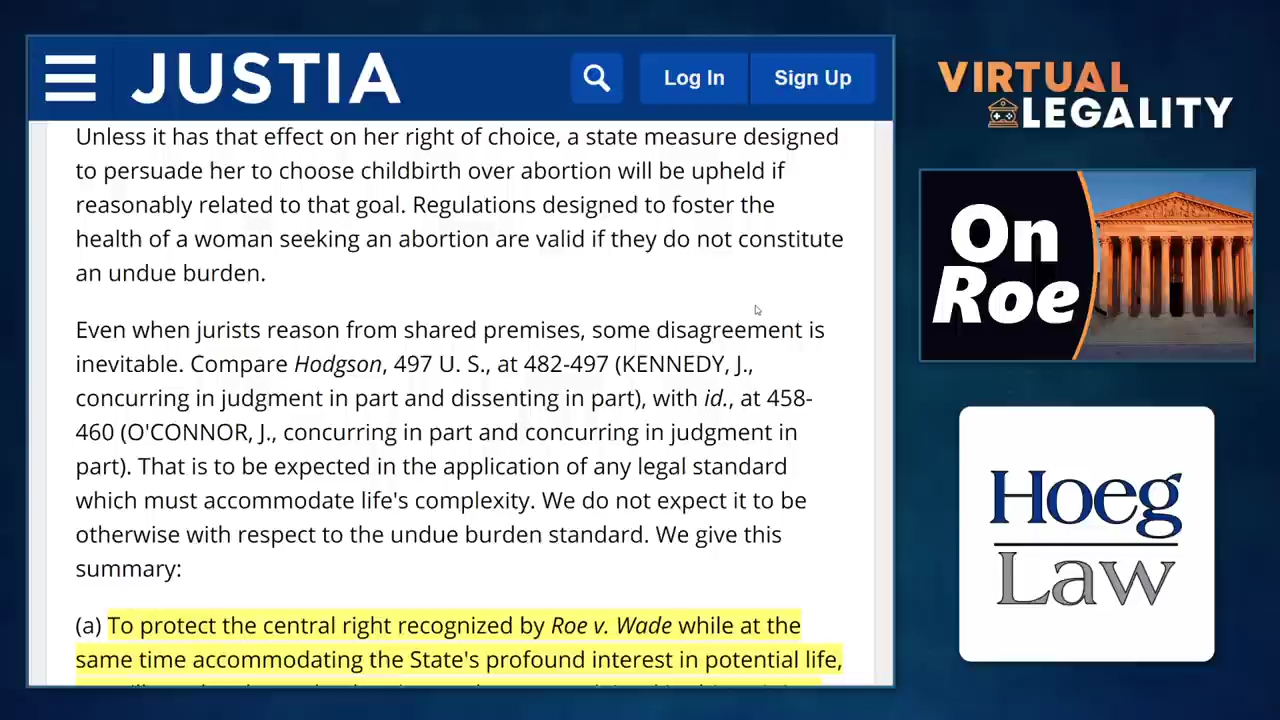 JUSTIA
Log In
Sign Up
Unless it has that effect on her right of choice, a state measure designed
to persuade her to choose childbirth over abortion will be upheld if
reasonably related to that goal. Regulations designed to foster the
health of a woman seeking an abortion are valid if they do not constitute
an undue burden.
Even when jurists reason from shared premises, some disagreement is
inevitable. Compare Hodgson, 497 U. S., at 482-497 (KENNEDY, J.,
concurring in judgment in part and dissenting in part), with id., at 458-
460 (O'CONNOR, J., concurring in part and concurring in judgment in
part). That is to be expected in the application of any legal standard
which must accommodate life's complexity. We do not expect it to be
otherwise with respect to the undue burden standard. We give this
summary:
(a) To protect the central right recognized by Roe v. Wade while at the
same time accommodating the State's profound interest in potential life,
VIRTUAL
LEGALITY
On
Roe
Hoeg
Law